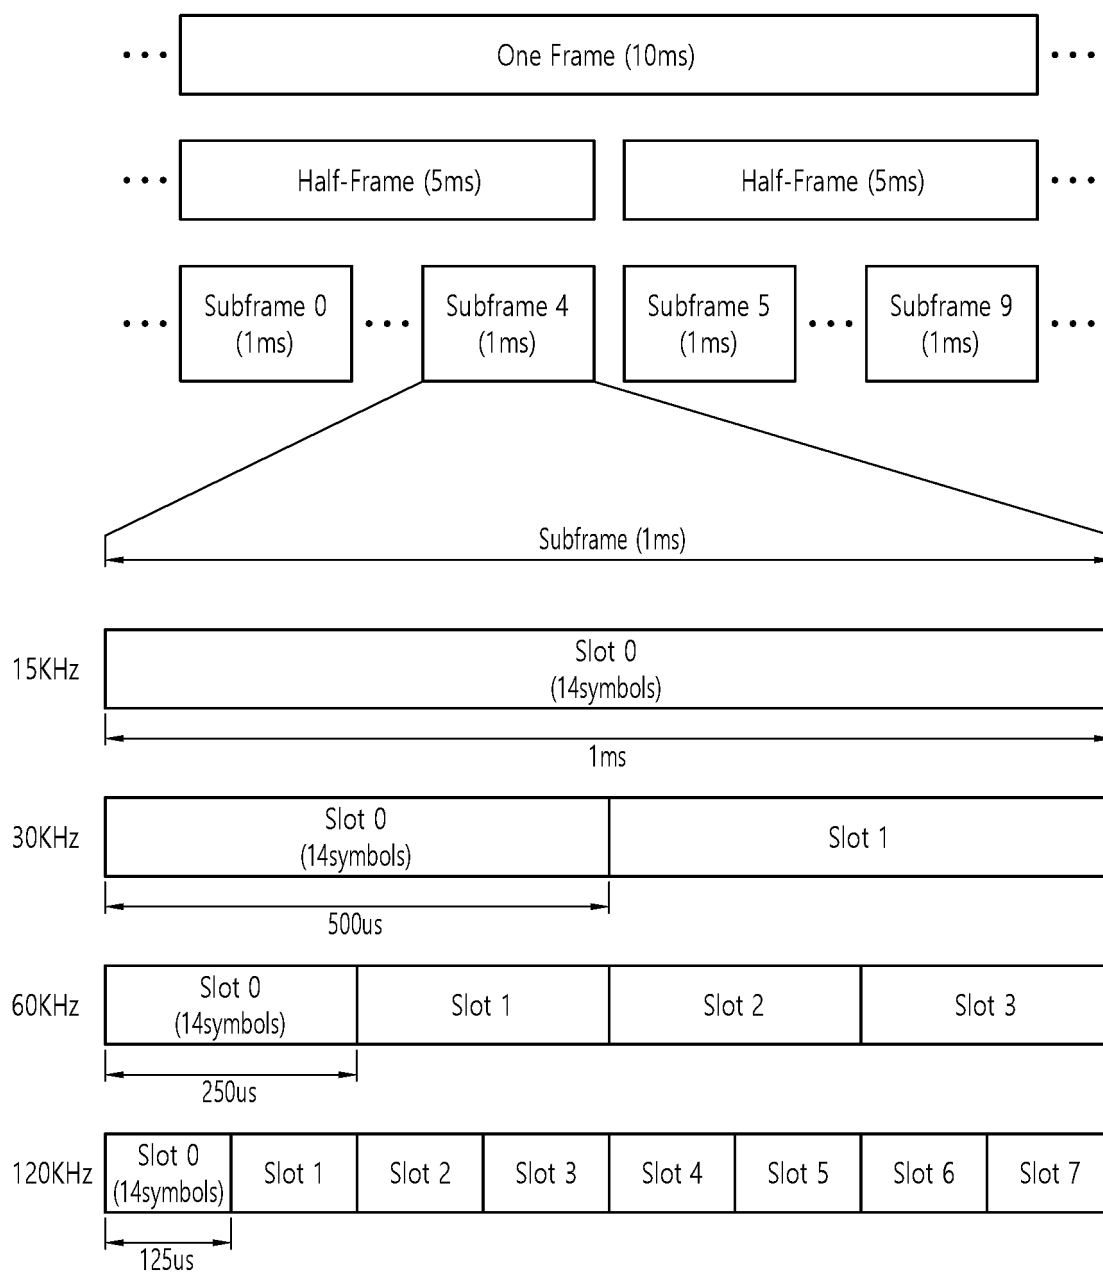 One Frame (10ms)
Half-Frame (5ms)
Half-Frame (5ms)
Subframe 0
(1ms)
Subframe 4
(1ms)
Subframe 5
(1ms)
Subframe 9
(1ms)
Subframe (1ms)
15KHz
Slot 0
(14symbols)
1ms
30KHz
Slot 0
(14symbols)
Slot 1
500us
60KHz
Slot 0
(14symbols)
Slot 1
Slot 2
Slot 3
250us
120KHz
Slot 0
(14symbols)
Slot 1
Slot 2
Slot 3
Slot 4
Slot 5
Slot 6
Slot 7
125us